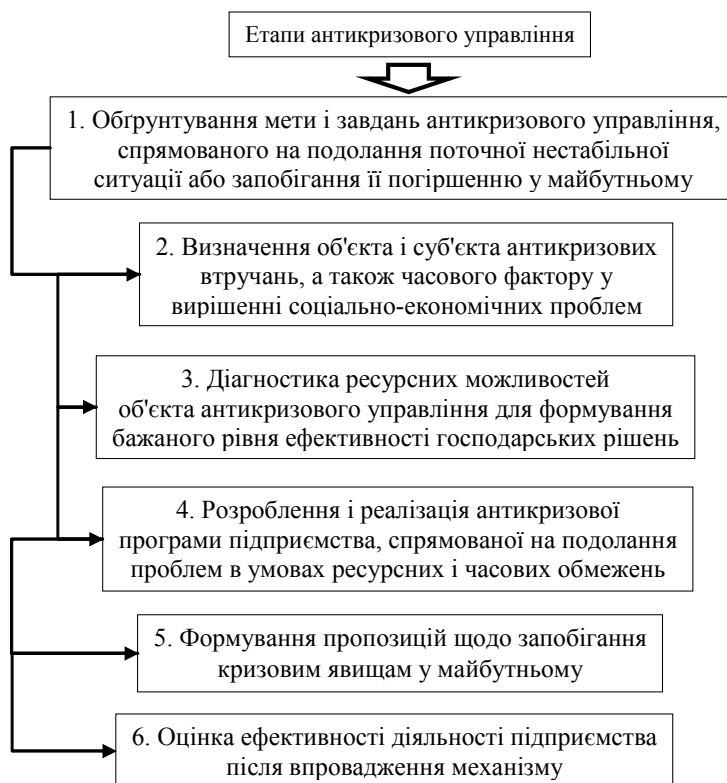 Етапи антикризового управління
1. Обґрунтування мети і завдань антикризового управління,
спрямованого на подолання поточної нестабільної
ситуації або запобігання її погіршенню у майбутньому
2. Визначення об'єкта і суб'єкта антикризових
втручань, а також часового фактору у
вирішенні соціально-економічних проблем
3. Діагностика ресурсних можливостей
об'єкта антикризового управління для формування
бажаного рівня ефективності господарських рішень
4. Розроблення і реалізація антикризової
програми підприємства, спрямованої на подолання
проблем в умовах ресурсних і часових обмежень
5. Формування пропозицій щодо запобігання
кризовим явищам у майбутньому
6. Оцінка ефективності діяльності підприємства
після впровадження механізму